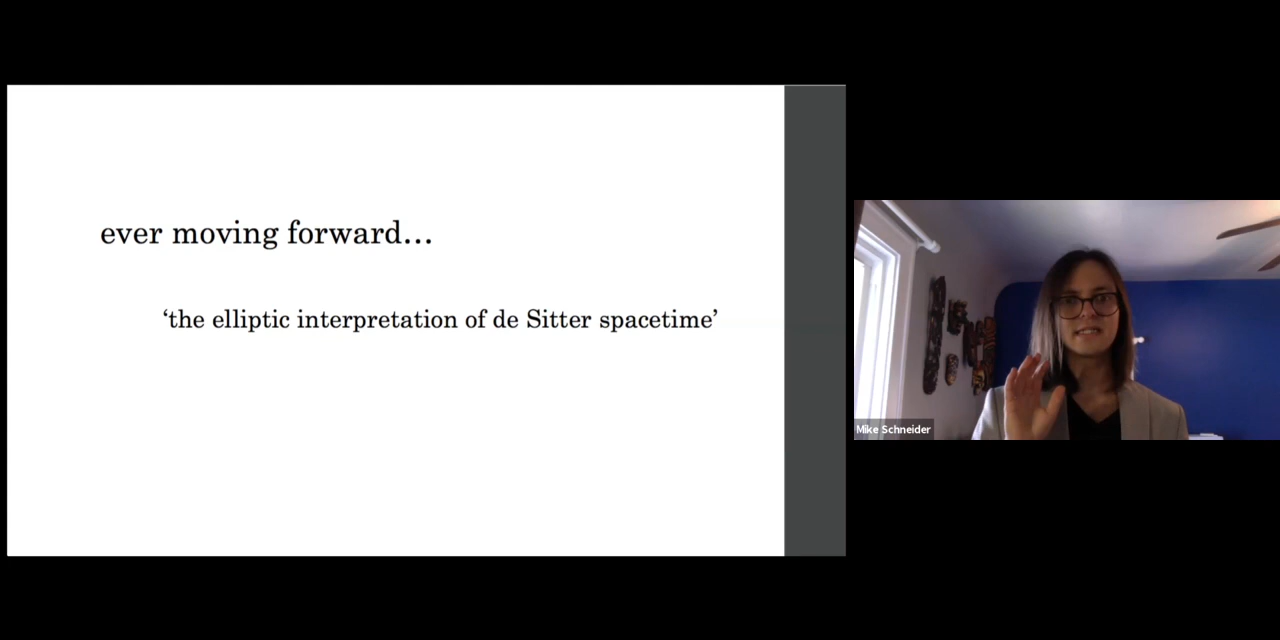 ever moving forward…
‘the elliptic interpretation of de Sitter spacetime’
Mike Schneider